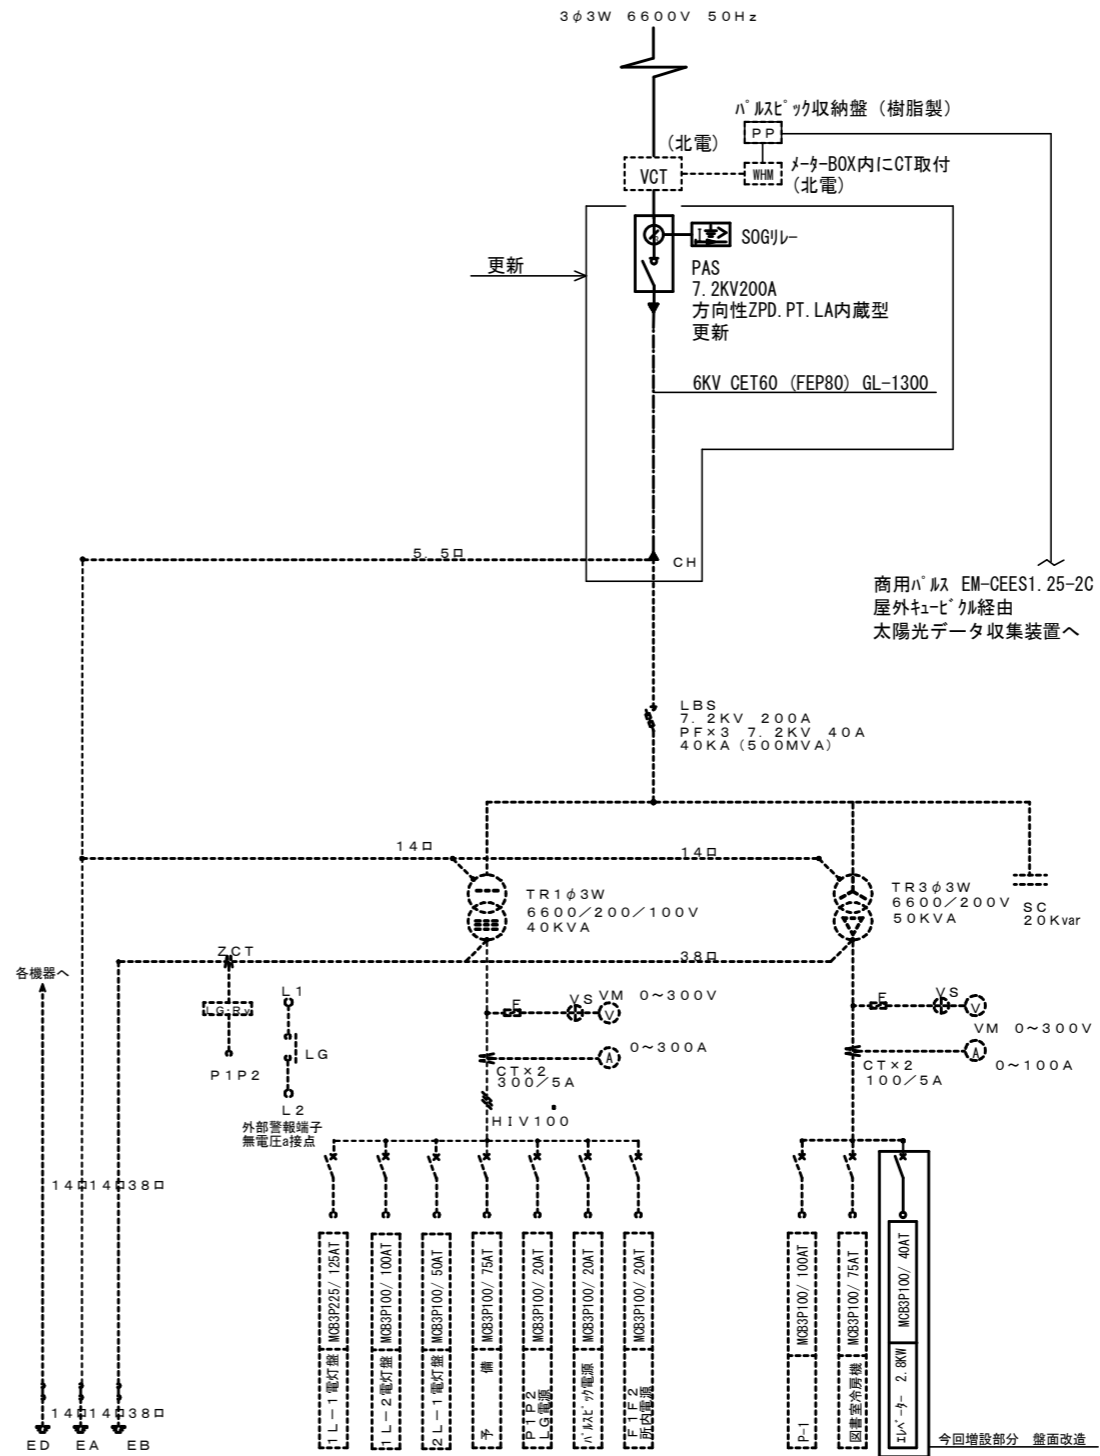 3φ3W 6600V 50Hz
パルスピック収納盤（樹脂製）
PP
(北電)
VCT
WHM
メーターBOX内にCT取付
(北電)
I
SOGリレー
更新
PAS
7.2KV200A
方向性ZPD.PT.LA内蔵型
更新
6KV CET60 (FEP80) GL-1300
5.5□
CH
商用パルス EM-CEES1.25-2C
屋外キュービクル経由
太陽光データ収集装置へ
LBS
7.2KV 200A
PF×3 7.2KV 40A
40KA(500MVA)
14□
14□
TR1φ3W
6600/200/100V
40KVA
TR3φ3W
6600/200V
50KVA
SC
20Kvar
ZCT
38□
各機器へ
LG-Ry
P1P2
L1
LG
L2
外部警報端子
無電圧a接点
F
VS
VM 0~300V
V
A
0~300A
CT×2
300/5A
HIV100
F
VS
V
VM 0~300V
A
0~100A
CT×2
100/5A
14□14□38□
MCB3P225/125AT
1L-1電灯盤
MCB3P100/100AT
1L-2電灯盤
MCB3P100/50AT
2L-1電灯盤
MCB3P100/75AT
予 備
MCB3P100/20AT
P1P2
LG電源
MCB3P100/20AT
パルスピック電源
MCB3P100/20AT
F1F2
所内電源
MCB3P100/100AT
P-1
MCB3P100/75AT
図書室冷房機
MCB3P100/40AT
エレベーター 2.8KW
14□14□38□
ED EA EB
今回増設部分 盤面改造